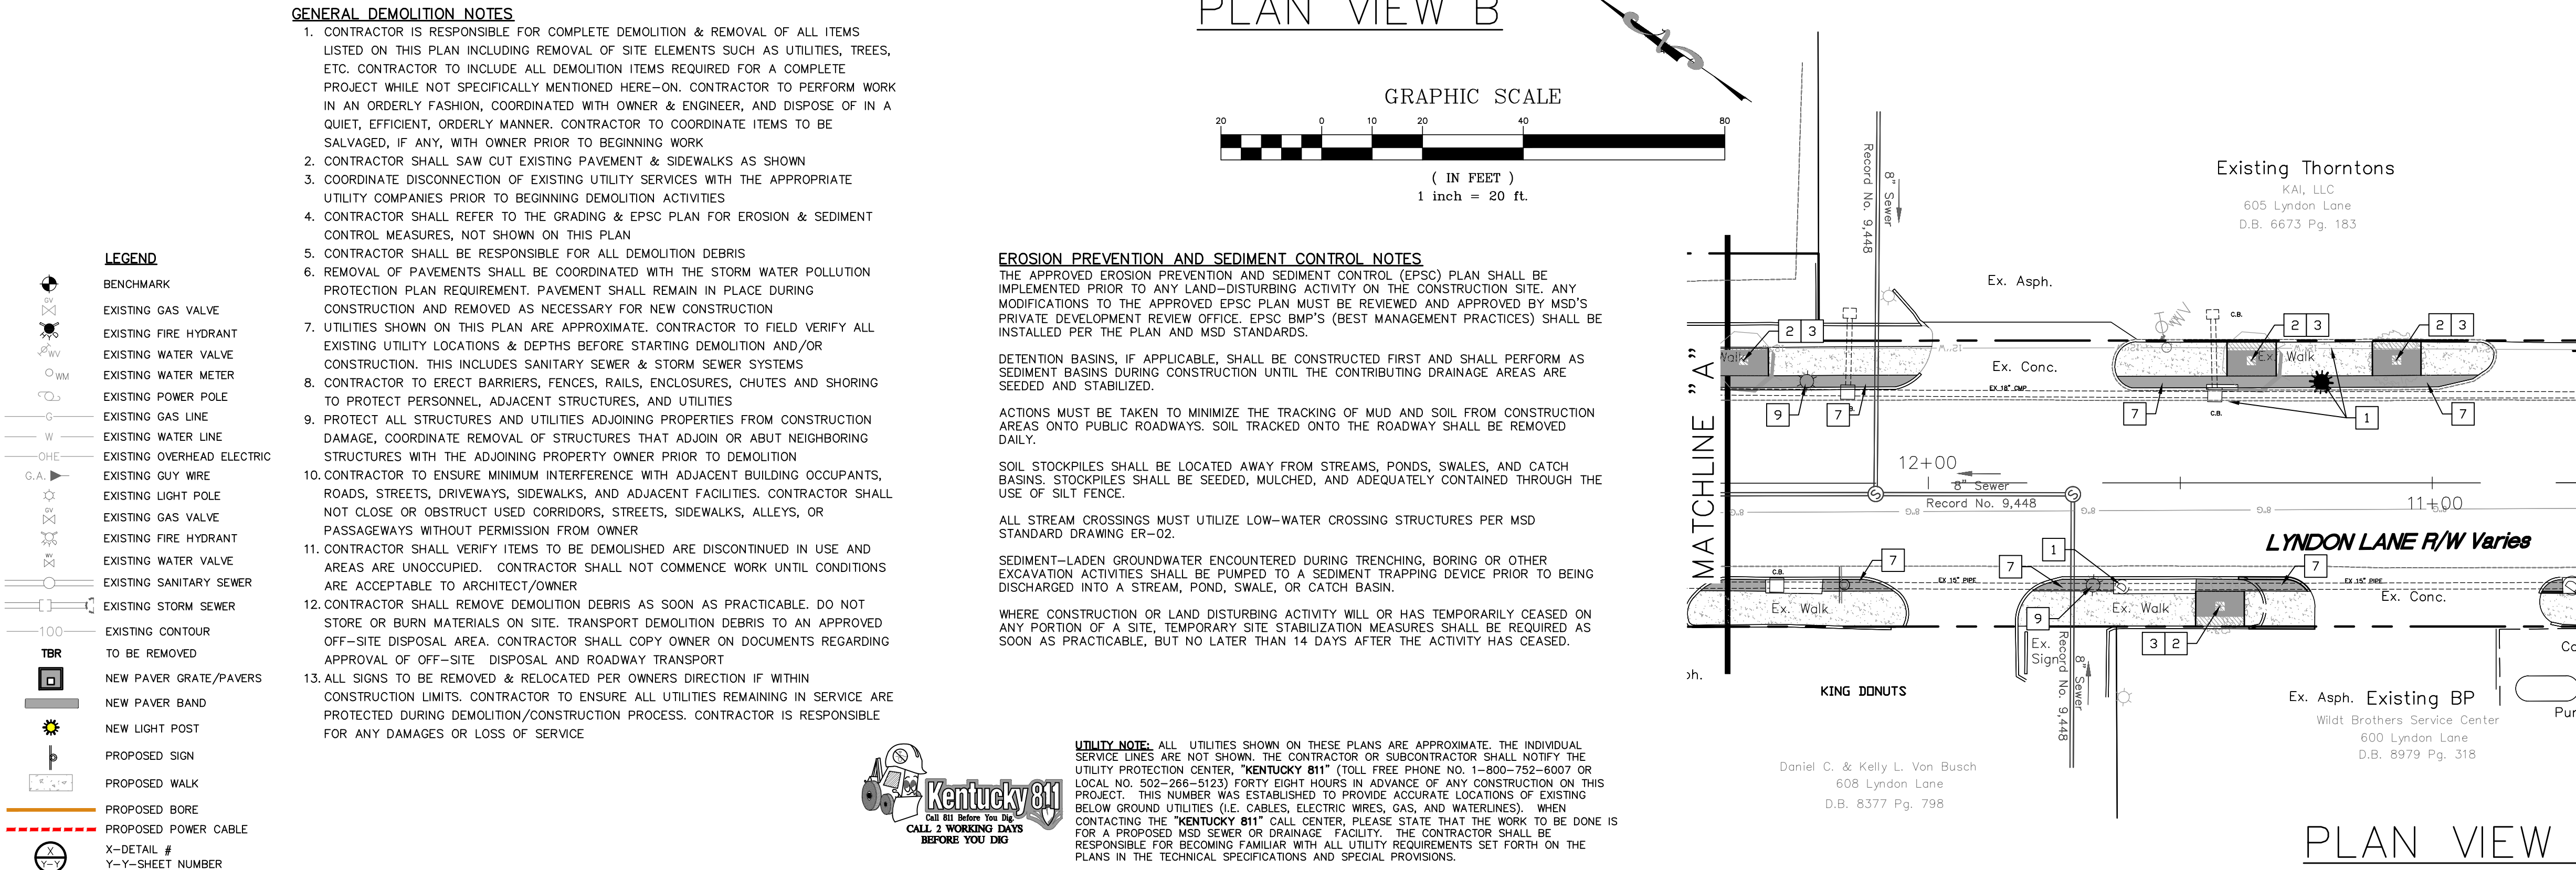 GENERAL DEMOLITION NOTES
1. CONTRACTOR IS RESPONSIBLE FOR COMPLETE DEMOLITION & REMOVAL OF ALL ITEMS
LISTED ON THIS PLAN INCLUDING REMOVAL OF SITE ELEMENTS SUCH AS UTILITIES, TREES,
ETC. CONTRACTOR TO INCLUDE ALL DEMOLITION ITEMS REQUIRED FOR A COMPLETE
PROJECT WHILE NOT SPECIFICALLY MENTIONED HERE-ON. CONTRACTOR TO PERFORM WORK
IN AN ORDERLY FASHION, COORDINATED WITH OWNER & ENGINEER, AND DISPOSE OF IN A
QUIET, EFFICIENT, ORDERLY MANNER. CONTRACTOR TO COORDINATE ITEMS TO BE
SALVAGED, IF ANY, WITH OWNER PRIOR TO BEGINNING WORK
2. CONTRACTOR SHALL SAW CUT EXISTING PAVEMENT & SIDEWALKS AS SHOWN
3. COORDINATE DISCONNECTION OF EXISTING UTILITY SERVICES WITH THE APPROPRIATE
UTILITY COMPANIES PRIOR TO BEGINNING DEMOLITION ACTIVITIES
4. CONTRACTOR SHALL REFER TO THE GRADING & EPSC PLAN FOR EROSION & SEDIMENT
CONTROL MEASURES, NOT SHOWN ON THIS PLAN
5. CONTRACTOR SHALL BE RESPONSIBLE FOR ALL DEMOLITION DEBRIS
6. REMOVAL OF PAVEMENTS SHALL BE COORDINATED WITH THE STORM WATER POLLUTION
PROTECTION PLAN REQUIREMENT. PAVEMENT SHALL REMAIN IN PLACE DURING
CONSTRUCTION AND REMOVED AS NECESSARY FOR NEW CONSTRUCTION
7. UTILITIES SHOWN ON THIS PLAN ARE APPROXIMATE. CONTRACTOR TO FIELD VERIFY ALL
EXISTING UTILITY LOCATIONS & DEPTHS BEFORE STARTING DEMOLITION AND/OR
CONSTRUCTION. THIS INCLUDES SANITARY SEWER & STORM SEWER SYSTEMS
8. CONTRACTOR TO ERECT BARRIERS, FENCES, RAILS, ENCLOSURES, CHUTES AND SHORING
TO PROTECT PERSONNEL, ADJACENT STRUCTURES, AND UTILITIES
9. PROTECT ALL STRUCTURES AND UTILITIES ADJOINING PROPERTIES FROM CONSTRUCTION
DAMAGE, COORDINATE REMOVAL OF STRUCTURES THAT ADJOIN OR ABUT NEIGHBORING
STRUCTURES WITH THE ADJOINING PROPERTY OWNER PRIOR TO DEMOLITION
10. CONTRACTOR TO ENSURE MINIMUM INTERFERENCE WITH ADJACENT BUILDING OCCUPANTS,
ROADS, STREETS, DRIVEWAYS, SIDEWALKS, AND ADJACENT FACILITIES. CONTRACTOR SHALL
NOT CLOSE OR OBSTRUCT USED CORRIDORS, STREETS, SIDEWALKS, ALLEYS, OR
PASSAGEWAYS WITHOUT PERMISSION FROM OWNER
11. CONTRACTOR SHALL VERIFY ITEMS TO BE DEMOLISHED ARE DISCONTINUED IN USE AND
AREAS ARE UNOCCUPIED. CONTRACTOR SHALL NOT COMMENCE WORK UNTIL CONDITIONS
ARE ACCEPTABLE TO ARCHITECT/OWNER
12. CONTRACTOR SHALL REMOVE DEMOLITION DEBRIS AS SOON AS PRACTICABLE. DO NOT
STORE OR BURN MATERIALS ON SITE. TRANSPORT DEMOLITION DEBRIS TO AN APPROVED
OFF-SITE DISPOSAL AREA. CONTRACTOR SHALL COPY OWNER ON DOCUMENTS REGARDING
APPROVAL OF OFF-SITE DISPOSAL AND ROADWAY TRANSPORT
13. ALL SIGNS TO BE REMOVED & RELOCATED PER OWNERS DIRECTION IF WITHIN
CONSTRUCTION LIMITS. CONTRACTOR TO ENSURE ALL UTILITIES REMAINING IN SERVICE ARE
PROTECTED DURING DEMOLITION/CONSTRUCTION PROCESS. CONTRACTOR IS RESPONSIBLE
FOR ANY DAMAGES OR LOSS OF SERVICE
LEGEND
BENCHMARK
GV EXISTING GAS VALVE
EXISTING FIRE HYDRANT
WV EXISTING WATER VALVE
WM EXISTING WATER METER
EXISTING POWER POLE
G EXISTING GAS LINE
W EXISTING WATER LINE
OHE EXISTING OVERHEAD ELECTRIC
G.A. EXISTING GUY WIRE
EXISTING LIGHT POLE
GV EXISTING GAS VALVE
EXISTING FIRE HYDRANT
WV EXISTING WATER VALVE
EXISTING SANITARY SEWER
EXISTING STORM SEWER
100 EXISTING CONTOUR
TBR TO BE REMOVED
NEW PAVER GRATE/PAVERS
NEW PAVER BAND
NEW LIGHT POST
PROPOSED SIGN
PROPOSED WALK
PROPOSED BORE
PROPOSED POWER CABLE
X X-DETAIL #
Y-Y Y-Y-SHEET NUMBER
PLAN VIEW B
GRAPHIC SCALE
20 0 10 20 40 80
( IN FEET )
1 inch = 20 ft.
EROSION PREVENTION AND SEDIMENT CONTROL NOTES
THE APPROVED EROSION PREVENTION AND SEDIMENT CONTROL (EPSC) PLAN SHALL BE
IMPLEMENTED PRIOR TO ANY LAND-DISTURBING ACTIVITY ON THE CONSTRUCTION SITE. ANY
MODIFICATIONS TO THE APPROVED EPSC PLAN MUST BE REVIEWED AND APPROVED BY MSD'S
PRIVATE DEVELOPMENT REVIEW OFFICE. EPSC BMP'S (BEST MANAGEMENT PRACTICES) SHALL BE
INSTALLED PER THE PLAN AND MSD STANDARDS.
DETENTION BASINS, IF APPLICABLE, SHALL BE CONSTRUCTED FIRST AND SHALL PERFORM AS
SEDIMENT BASINS DURING CONSTRUCTION UNTIL THE CONTRIBUTING DRAINAGE AREAS ARE
SEEDED AND STABILIZED.
ACTIONS MUST BE TAKEN TO MINIMIZE THE TRACKING OF MUD AND SOIL FROM CONSTRUCTION
AREAS ONTO PUBLIC ROADWAYS. SOIL TRACKED ONTO THE ROADWAY SHALL BE REMOVED
DAILY.
SOIL STOCKPILES SHALL BE LOCATED AWAY FROM STREAMS, PONDS, SWALES, AND CATCH
BASINS. STOCKPILES SHALL BE SEEDED, MULCHED, AND ADEQUATELY CONTAINED THROUGH THE
USE OF SILT FENCE.
ALL STREAM CROSSINGS MUST UTILIZE LOW-WATER CROSSING STRUCTURES PER MSD
STANDARD DRAWING ER-02.
SEDIMENT-LADEN GROUNDWATER ENCOUNTERED DURING TRENCHING, BORING OR OTHER
EXCAVATION ACTIVITIES SHALL BE PUMPED TO A SEDIMENT TRAPPING DEVICE PRIOR TO BEING
DISCHARGED INTO A STREAM, POND, SWALE, OR CATCH BASIN.
WHERE CONSTRUCTION OR LAND DISTURBING ACTIVITY WILL OR HAS TEMPORARILY CEASED ON
ANY PORTION OF A SITE, TEMPORARY SITE STABILIZATION MEASURES SHALL BE REQUIRED AS
SOON AS PRACTICABLE, BUT NO LATER THAN 14 DAYS AFTER THE ACTIVITY HAS CEASED.
Kentucky 811
Call 811 Before You Dig.
CALL 2 WORKING DAYS
BEFORE YOU DIG
UTILITY NOTE: ALL UTILITIES SHOWN ON THESE PLANS ARE APPROXIMATE. THE INDIVIDUAL
SERVICE LINES ARE NOT SHOWN. THE CONTRACTOR OR SUBCONTRACTOR SHALL NOTIFY THE
UTILITY PROTECTION CENTER, "KENTUCKY 811" (TOLL FREE PHONE NO. 1-800-752-6007 OR
LOCAL NO. 502-266-5123) FORTY EIGHT HOURS IN ADVANCE OF ANY CONSTRUCTION ON THIS
PROJECT. THIS NUMBER WAS ESTABLISHED TO PROVIDE ACCURATE LOCATIONS OF EXISTING
BELOW GROUND UTILITIES (I.E. CABLES, ELECTRIC WIRES, GAS, AND WATERLINES). WHEN
CONTACTING THE "KENTUCKY 811" CALL CENTER, PLEASE STATE THAT THE WORK TO BE DONE IS
FOR A PROPOSED MSD SEWER OR DRAINAGE FACILITY. THE CONTRACTOR SHALL BE
RESPONSIBLE FOR BECOMING FAMILIAR WITH ALL UTILITY REQUIREMENTS SET FORTH ON THE
PLANS IN THE TECHNICAL SPECIFICATIONS AND SPECIAL PROVISIONS.
MATCHLINE "A"
Record No. 9,448
8" Sewer
Existing Thorntons
KAI, LLC
605 Lyndon Lane
D.B. 6673 Pg. 183
Ex. Asph.
2 3
Walk
9
7
Ex. Conc.
EX 18" CMP
WV
C.B.
2 3
Ex. Walk
2 3
7
C.B.
1
7
12+00
8" Sewer
Record No. 9,448
11+00
8"G
8"G
8"G
8"G
LYNDON LANE R/W Varies
C.B.
7
EX 15" PIPE
7
1
7
EX 15" PIPE
Ex. Walk
Ex. Walk
Ex. Conc.
9
3 2
Ex.
Sign
Record No. 9,448
8" Sewer
KING DONUTS
Ex. Asph.
Existing BP
Wildt Brothers Service Center
600 Lyndon Lane
D.B. 8979 Pg. 318
Daniel C. & Kelly L. Von Busch
608 Lyndon Lane
D.B. 8377 Pg. 798
PLAN VIEW